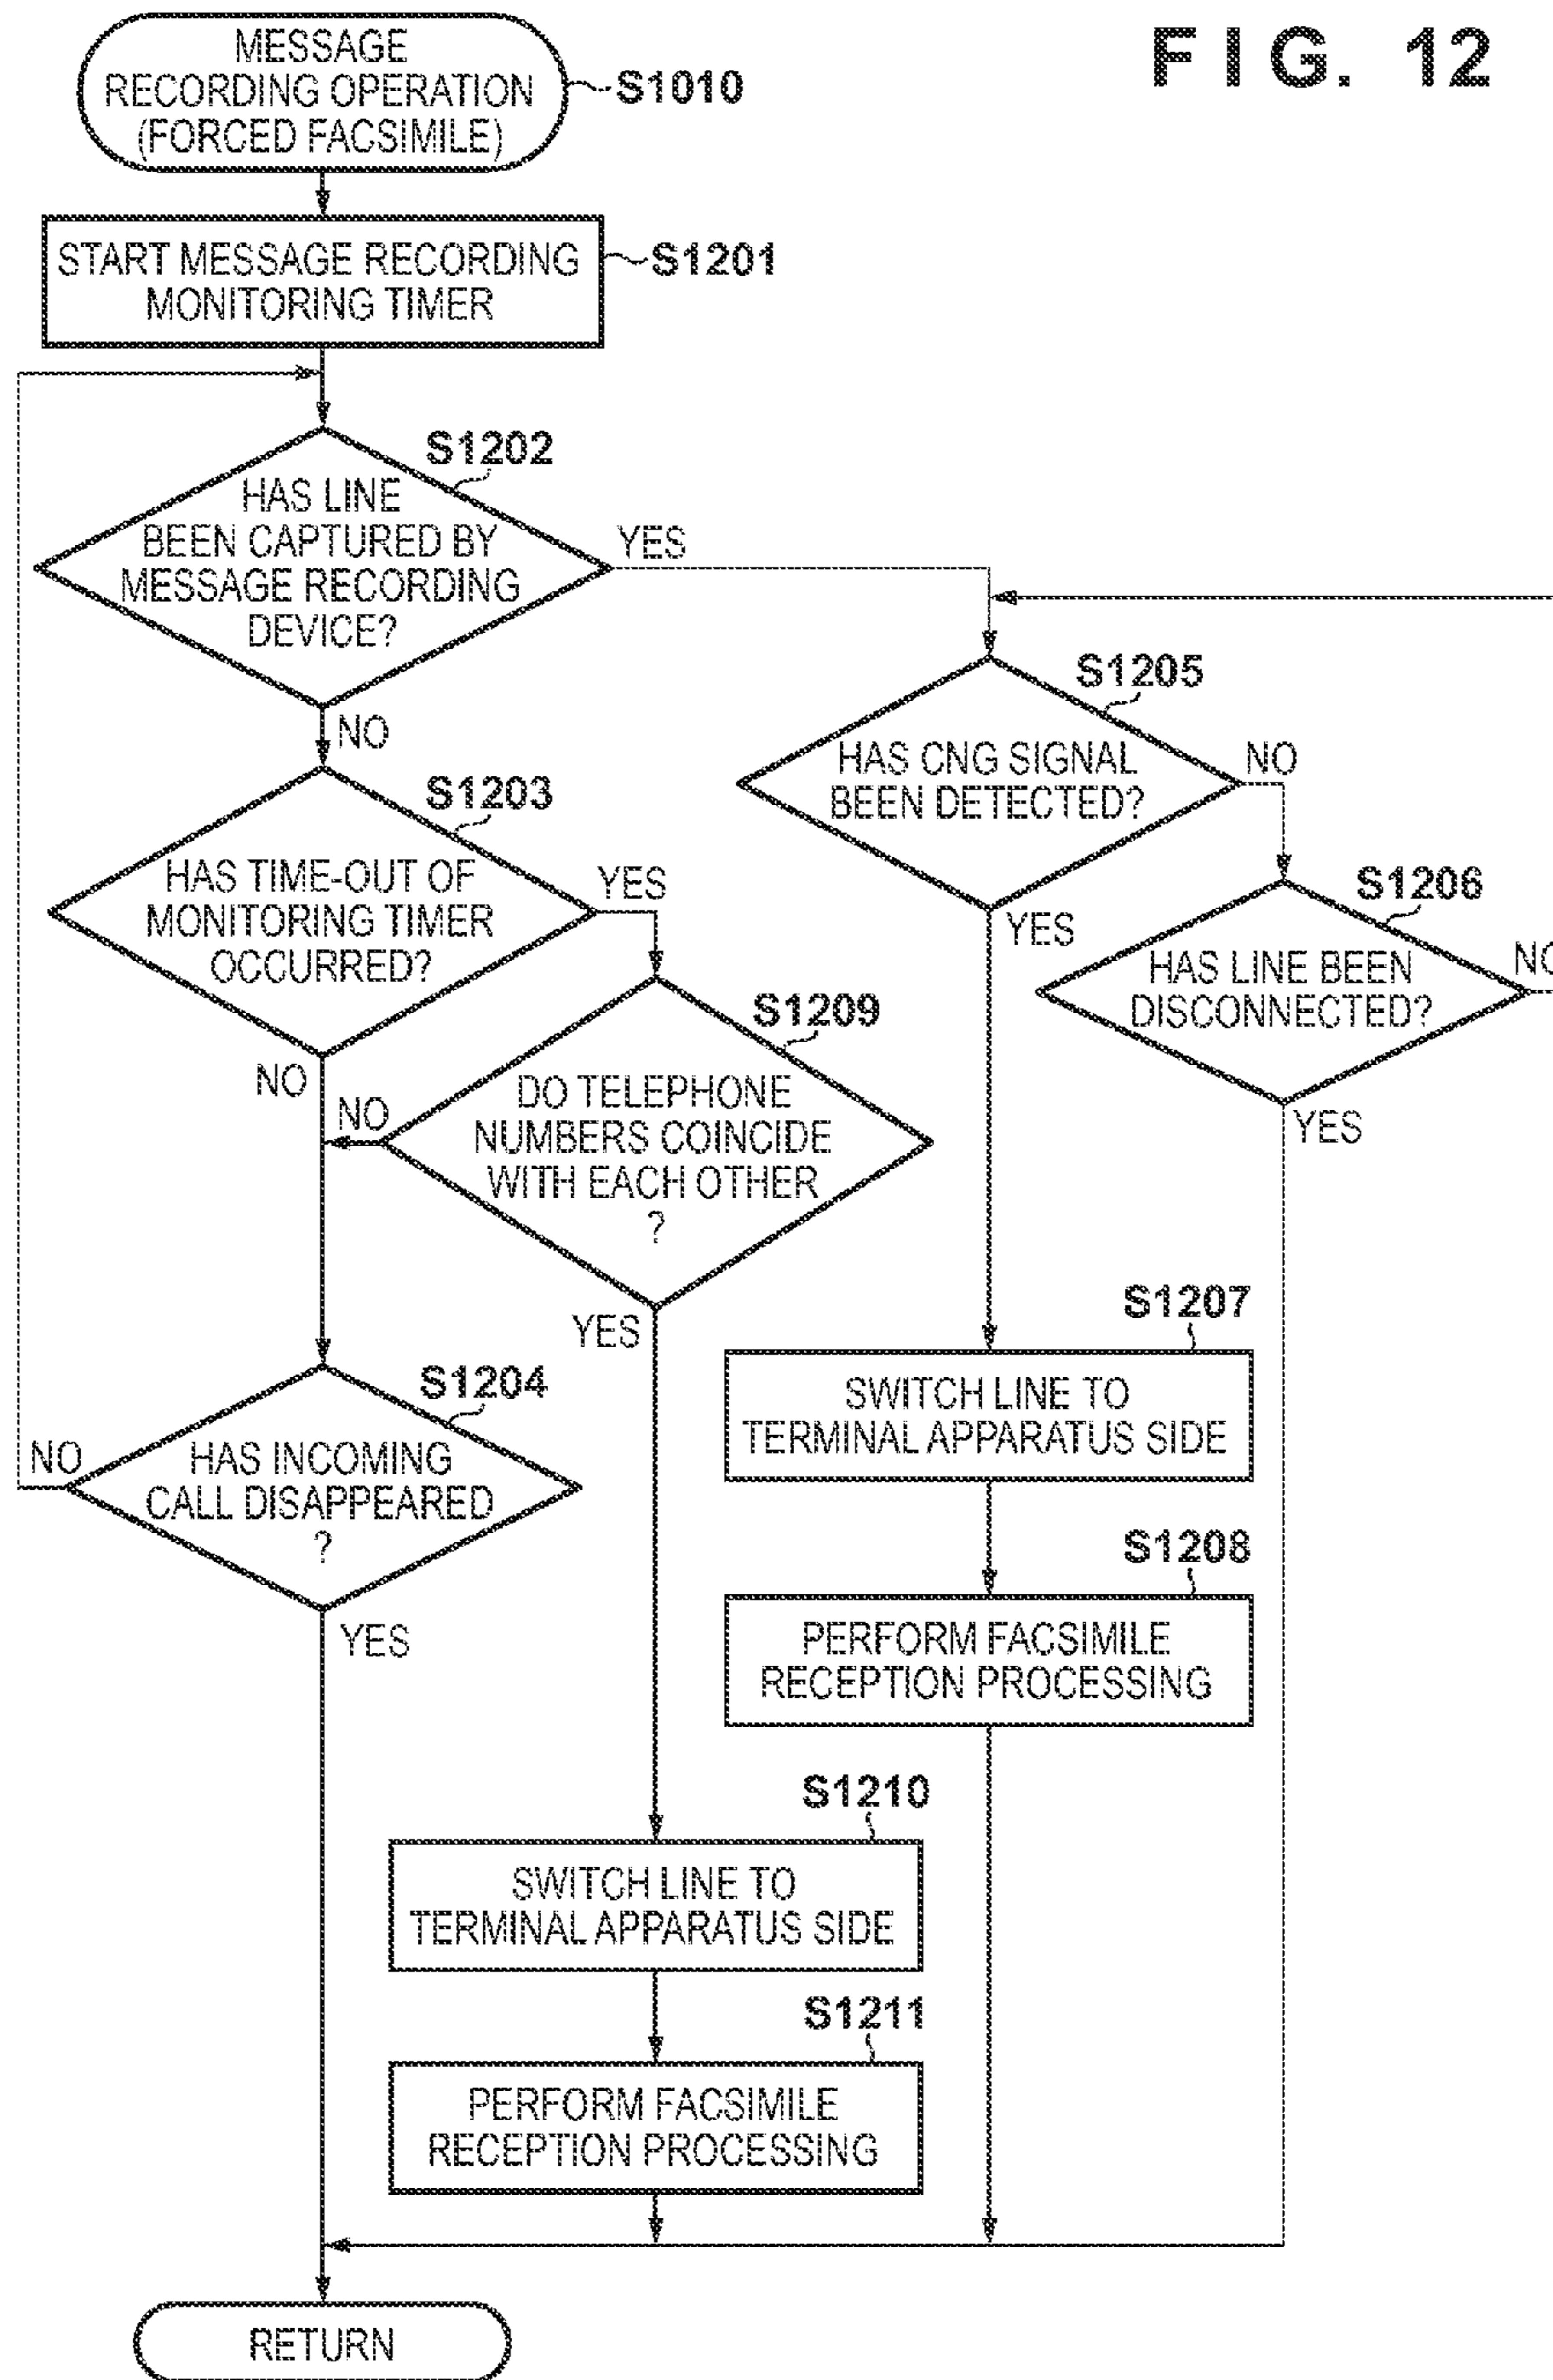 FIG. 12
MESSAGE
RECORDING OPERATION
(FORCED FACSIMILE)
S1010
START MESSAGE RECORDING
MONITORING TIMER
S1201
S1202
HAS LINE
BEEN CAPTURED BY
MESSAGE RECORDING
DEVICE?
YES
NO
S1203
HAS TIME-OUT OF
MONITORING TIMER
OCCURRED?
YES
NO
S1205
HAS CNG SIGNAL
BEEN DETECTED?
NO
YES
S1206
HAS LINE BEEN
DISCONNECTED?
NO
YES
S1209
DO TELEPHONE
NUMBERS COINCIDE
WITH EACH OTHER
?
NO
YES
S1204
HAS INCOMING
CALL DISAPPEARED
?
NO
YES
S1207
SWITCH LINE TO
TERMINAL APPARATUS SIDE
S1208
PERFORM FACSIMILE
RECEPTION PROCESSING
S1210
SWITCH LINE TO
TERMINAL APPARATUS SIDE
S1211
PERFORM FACSIMILE
RECEPTION PROCESSING
RETURN